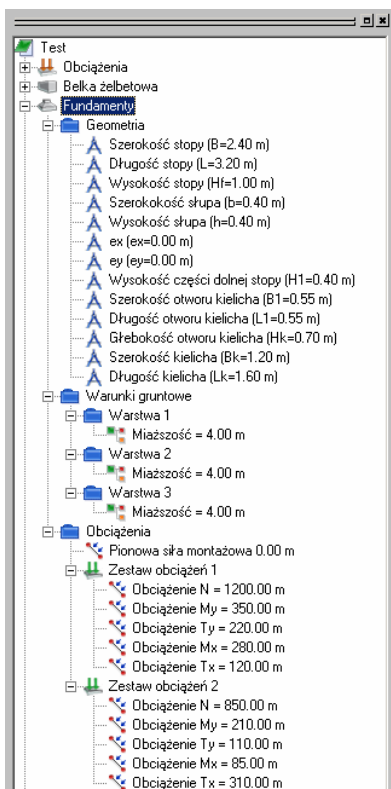 Test
Obciążenia
Belka żelbetowa
Fundamenty
Geometria
Szerokość stopy (B=2.40 m)
Długość stopy (L=3.20 m)
Wysokość stopy (Hf=1.00 m)
Szerokokość słupa (b=0.40 m)
Wysokość słupa (h=0.40 m)
ex (ex=0.00 m)
ey (ey=0.00 m)
Wysokość części dolnej stopy (H1=0.40 m)
Szerokość otworu kielicha (B1=0.55 m)
Długość otworu kielicha (L1=0.55 m)
Głebokość otworu kielicha (Hk=0.70 m)
Szerokość kielicha (Bk=1.20 m)
Długość kielicha (Lk=1.60 m)
Warunki gruntowe
Warstwa 1
Miąższość = 4.00 m
Warstwa 2
Miąższość = 4.00 m
Warstwa 3
Miąższość = 4.00 m
Obciążenia
Pionowa siła montażowa 0.00 m
Zestaw obciążeń 1
Obciążenie N = 1200.00 m
Obciążenie My = 350.00 m
Obciążenie Ty = 220.00 m
Obciążenie Mx = 280.00 m
Obciążenie Tx = 120.00 m
Zestaw obciążeń 2
Obciążenie N = 850.00 m
Obciążenie My = 210.00 m
Obciążenie Ty = 110.00 m
Obciążenie Mx = 85.00 m
Obciążenie Tx = 310.00 m